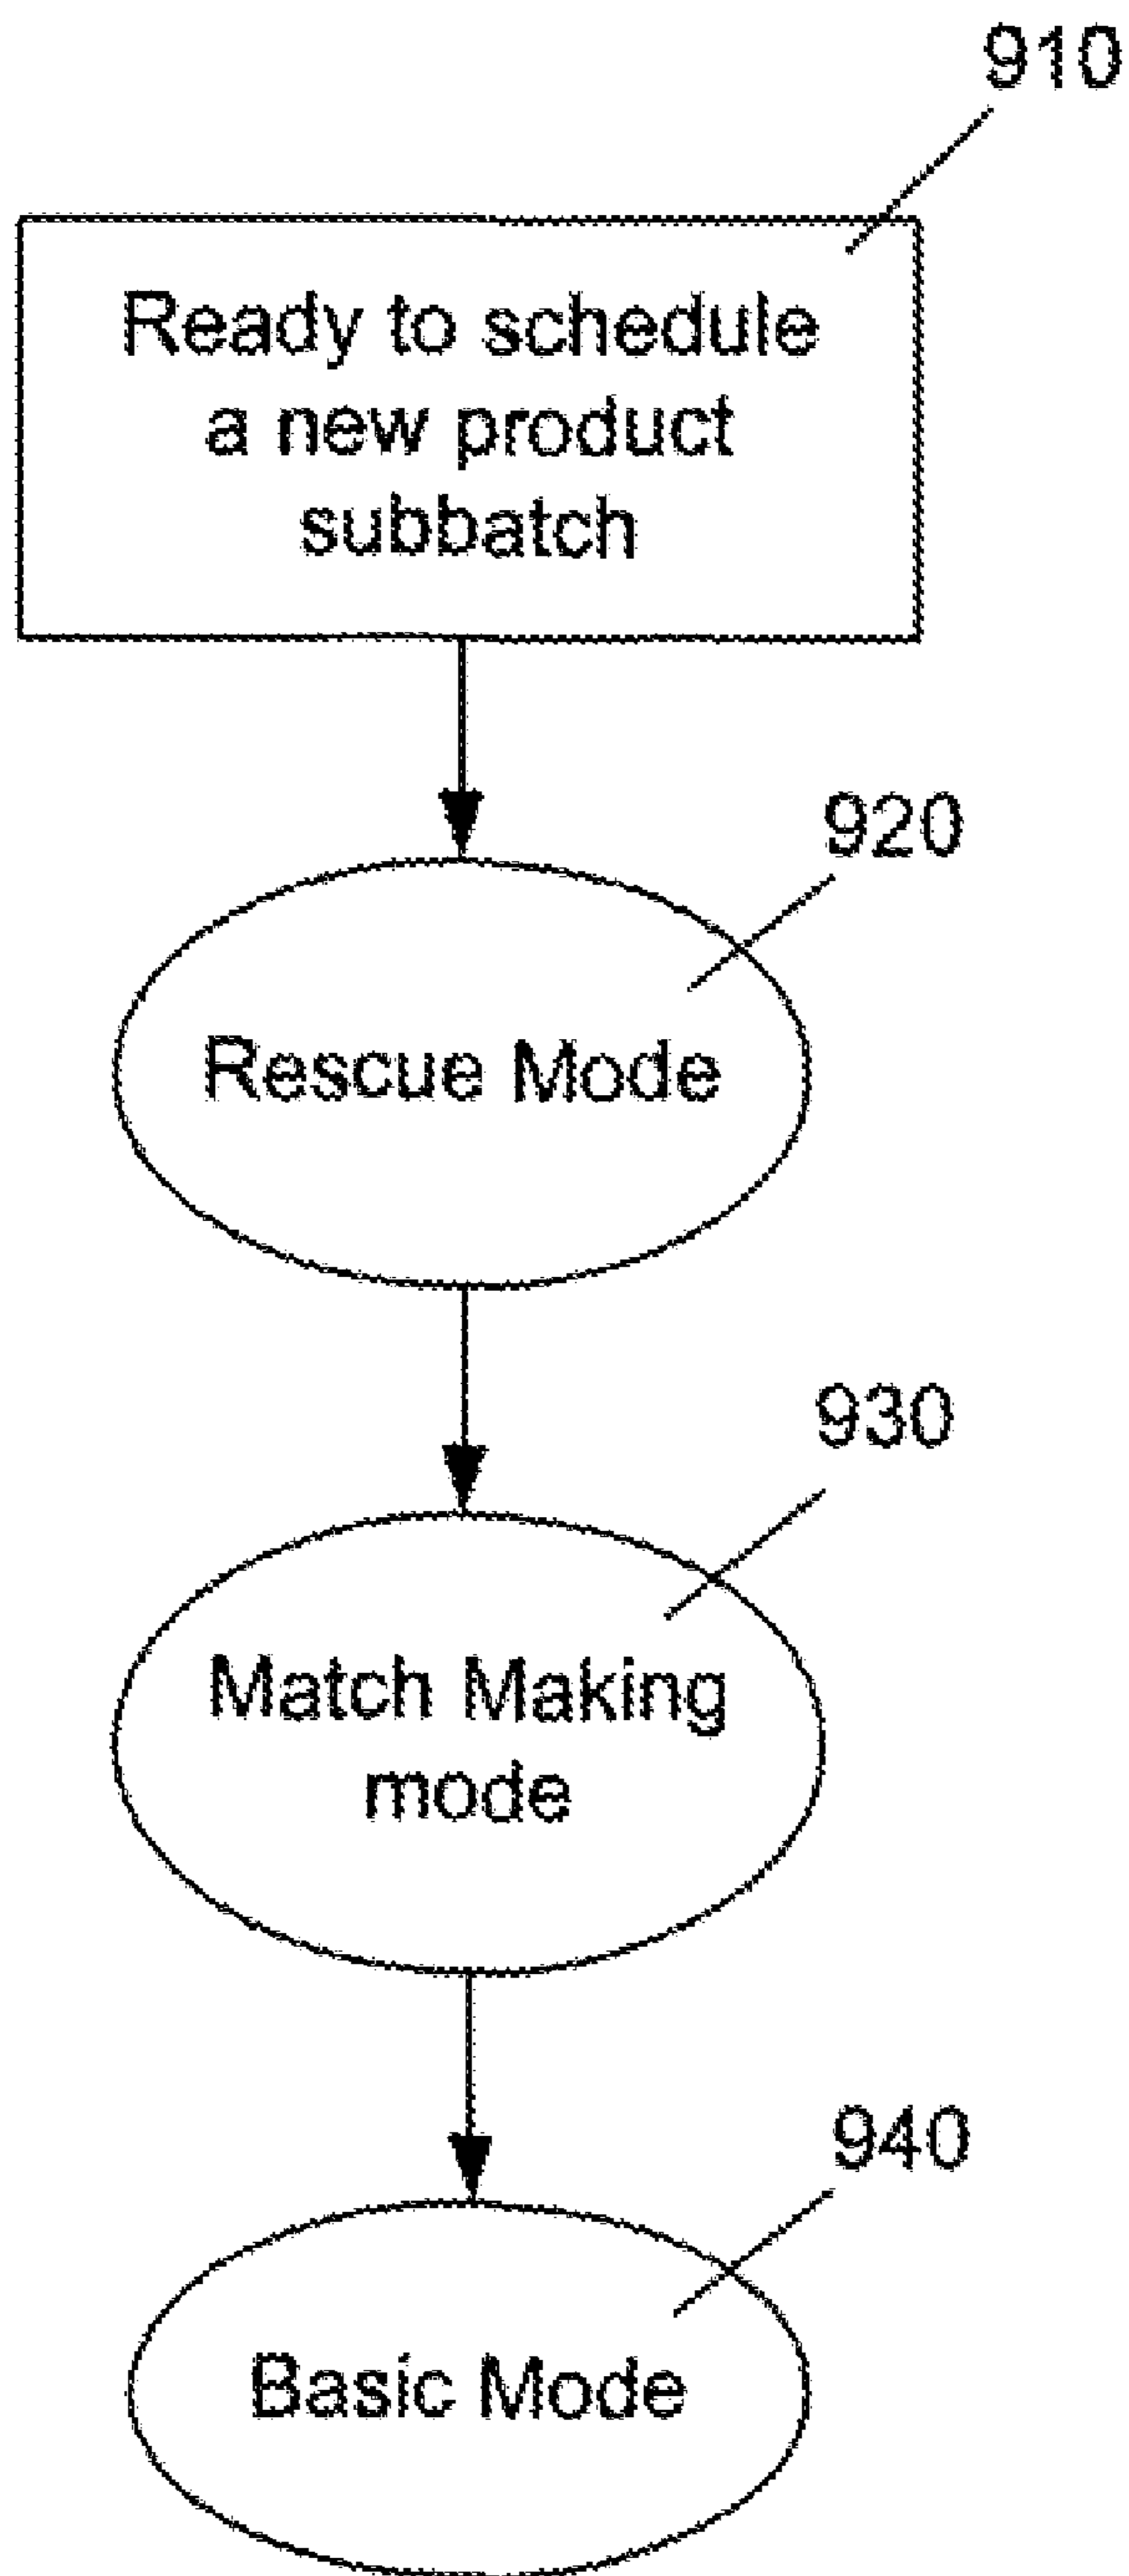 910
Ready to schedule
a new product
subbatch
920
Rescue Mode
930
Match Making
mode
940
Basic Mode